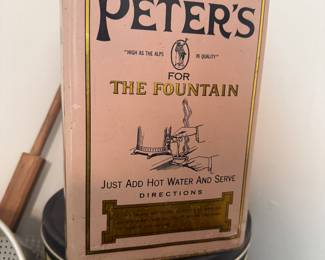 PETER'S
"HIGH AS THE ALPS IN QUALITY"
FOR
THE FOUNTAIN
JUST ADD HOT WATER AND SERVE
DIRECTIONS